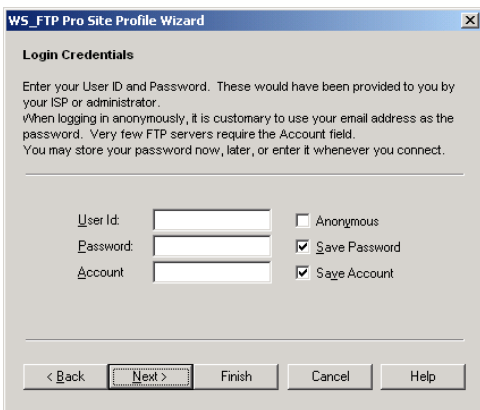 WS_FTP Pro Site Profile Wizard
Login Credentials
Enter your User ID and Password. These would have been provided to you by
your ISP or administrator.
When logging in anonymously, it is customary to use your email address as the
password. Very few FTP servers require the Account field.
You may store your password now, later, or enter it whenever you connect.
User Id: Anonymous
Password: Save Password
Account Save Account
< Back Next > Finish Cancel Help